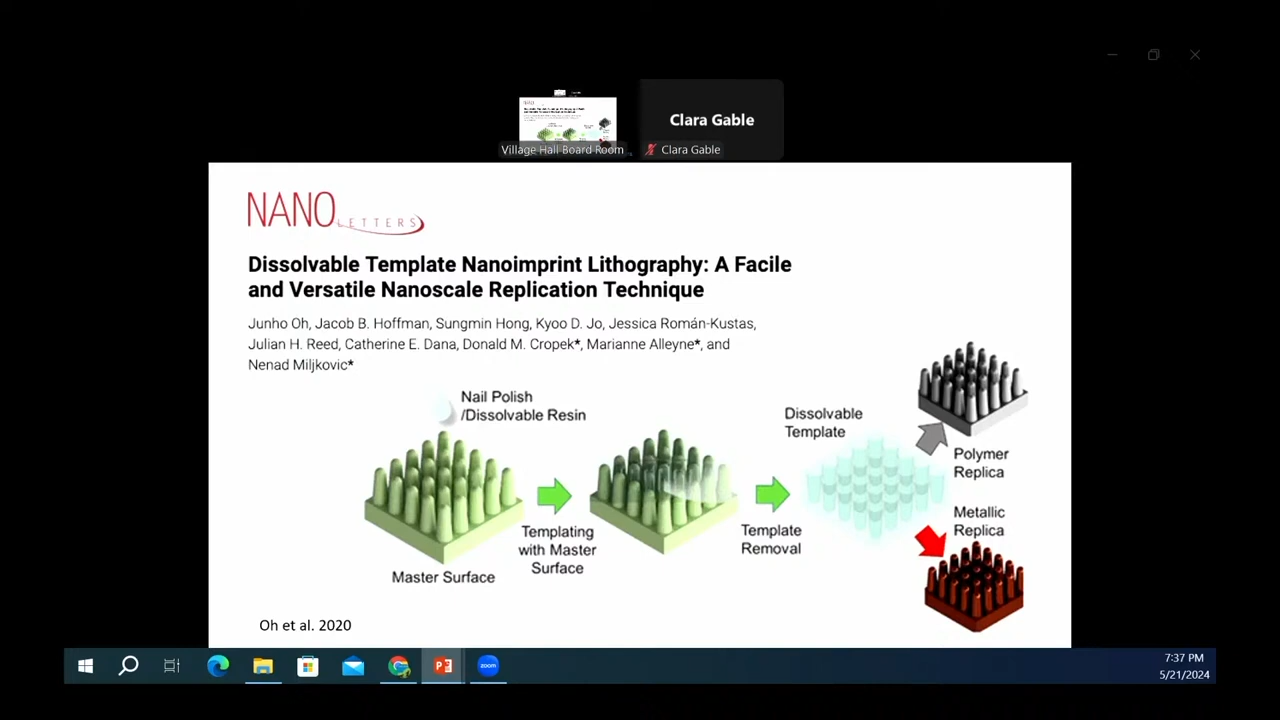 Clara Gable
Village Hall Board Room
Clara Gable
NANO LETTERS
Dissolvable Template Nanoimprint Lithography: A Facile
and Versatile Nanoscale Replication Technique
Junho Oh, Jacob B. Hoffman, Sungmin Hong, Kyoo D. Jo, Jessica Román-Kustas,
Julian H. Reed, Catherine E. Dana, Donald M. Cropek*, Marianne Alleyne*, and
Nenad Miljkovic*
Nail Polish
/Dissolvable Resin
Master Surface
Templating
with Master
Surface
Template
Removal
Dissolvable
Template
Polymer
Replica
Metallic
Replica
Oh et al. 2020
zoom
7:37 PM
5/21/2024